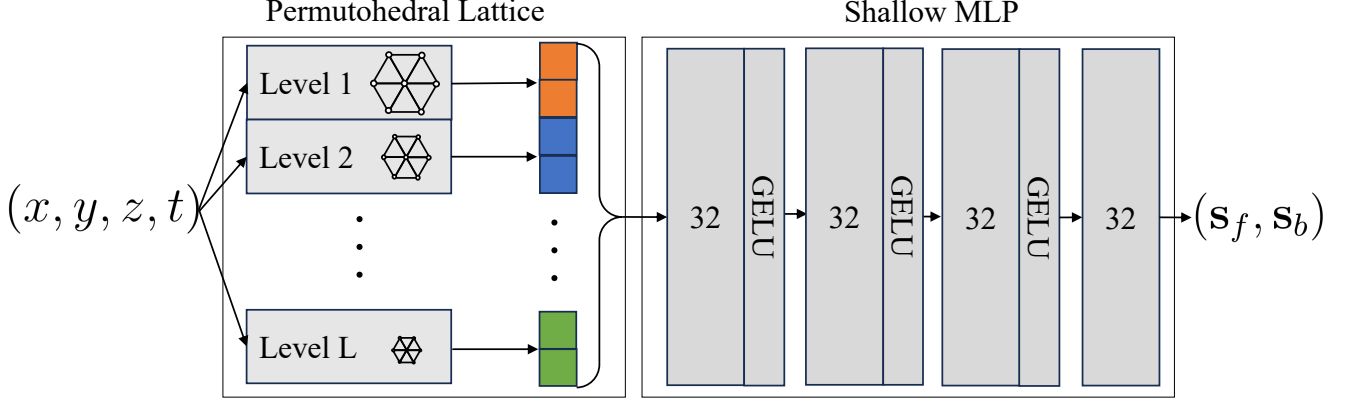 Permutohedral Lattice
Shallow MLP
Level 1
Level 2
(x, y, z, t)
Level L
32
GELU
32
GELU
32
GELU
32
(s_f, s_b)